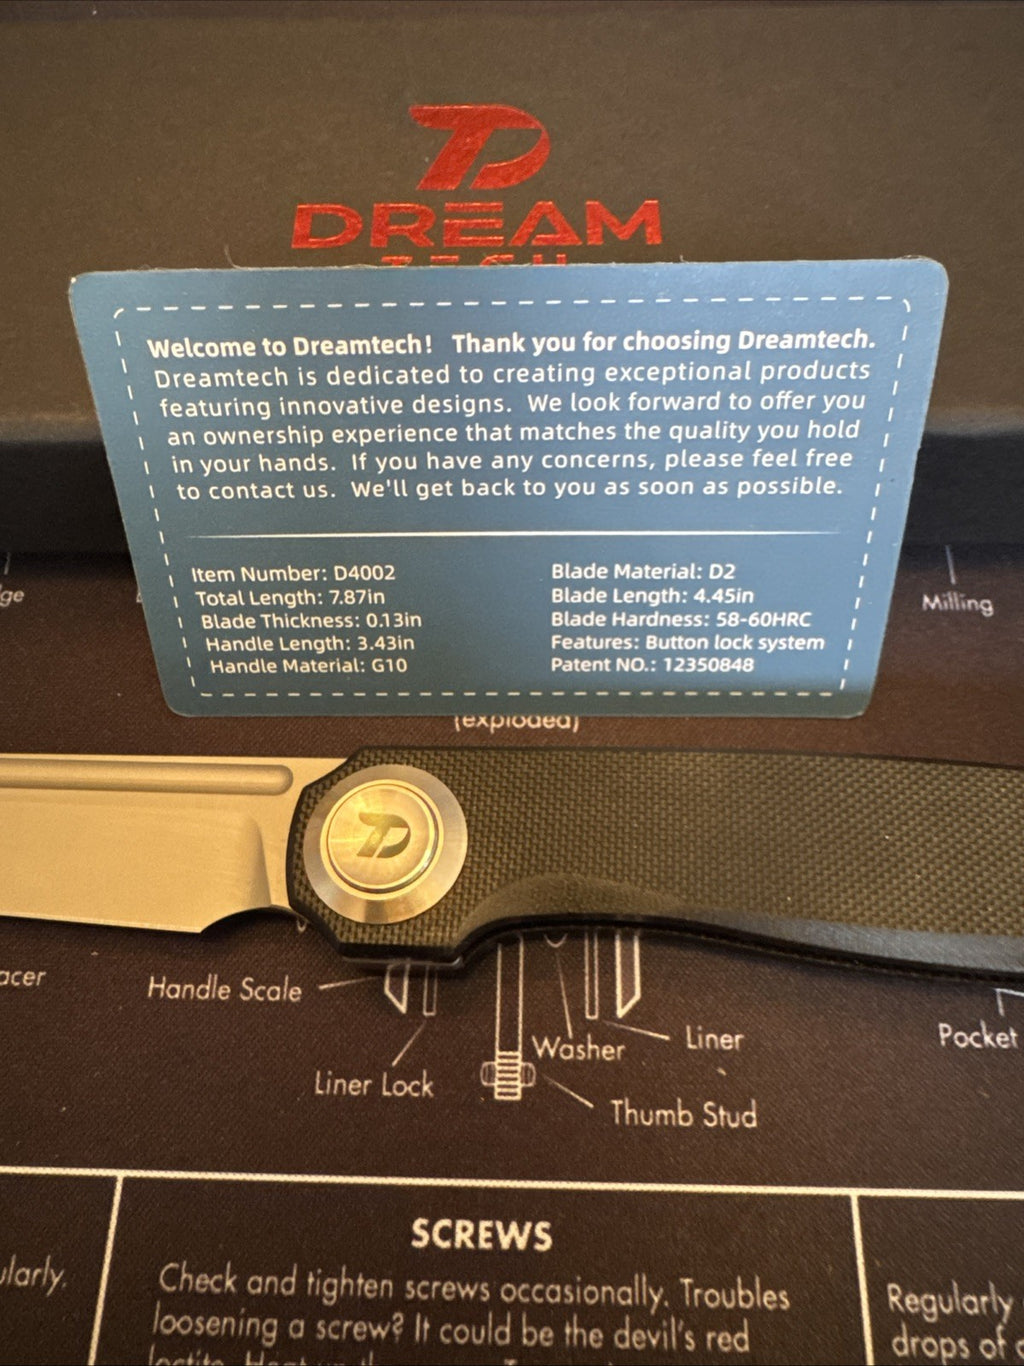 DREAM
TECH
Welcome to Dreamtech! Thank you for choosing Dreamtech.
Dreamtech is dedicated to creating exceptional products
featuring innovative designs. We look forward to offer you
an ownership experience that matches the quality you hold
in your hands. If you have any concerns, please feel free
to contact us. We'll get back to you as soon as possible.
Item Number: D4002
Total Length: 7.87in
Blade Thickness: 0.13in
Handle Length: 3.43in
Handle Material: G10
Blade Material: D2
Blade Length: 4.45in
Blade Hardness: 58-60HRC
Features: Button lock system
Patent NO.: 12350848
Milling
(exploded)
Handle Scale
Liner Lock
Washer
Liner
Thumb Stud
Pocket
SCREWS
Check and tighten screws occasionally. Troubles
loosening a screw? It could be the devil's red
Regularly
drops of